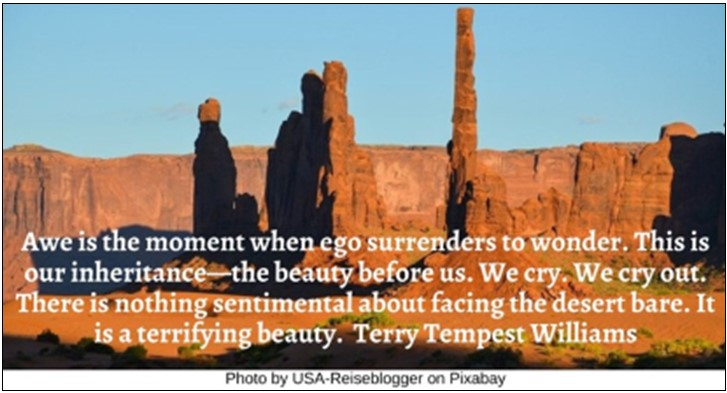 Awe is the moment when ego surrenders to wonder. This is
our inheritance—the beauty before us. We cry. We cry out.
There is nothing sentimental about facing the desert bare. It
is a terrifying beauty. Terry Tempest Williams
Photo by USA-Reiseblogger on Pixabay